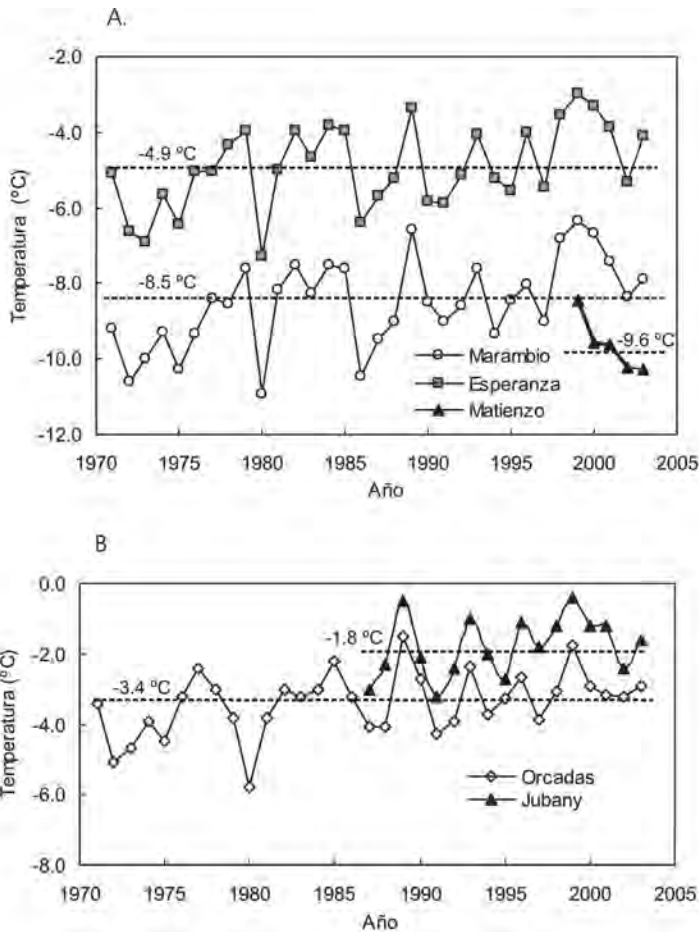 A.
-2.0
-4.0
-6.0
-8.0
-10.0
-12.0
Temperatura (ºC)
-4.9 ºC
-8.5 ºC
-9.6 ºC
Marambio
Esperanza
Matienzo
1970 1975 1980 1985 1990 1995 2000 2005
Año
B
0.0
-2.0
-4.0
-6.0
-8.0
Temperatura (ºC)
-1.8 ºC
-3.4 ºC
Orcadas
Jubany
1970 1975 1980 1985 1990 1995 2000 2005
Año